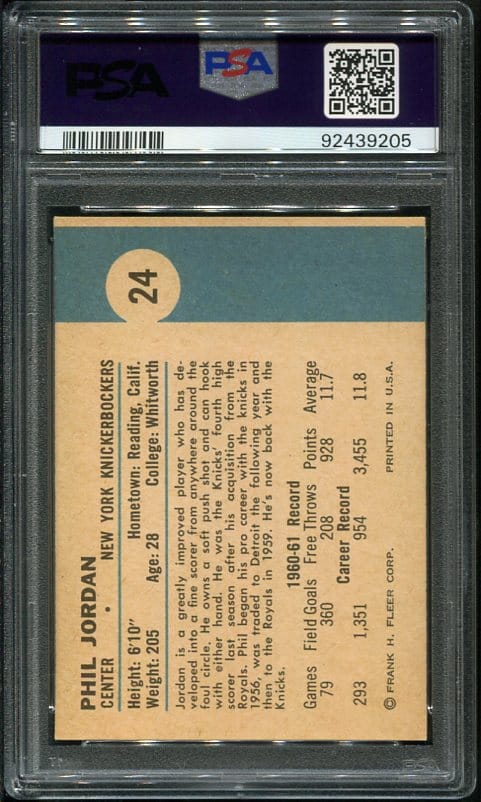 PSA
PSA
92439205
24
PHIL JORDAN
CENTER • NEW YORK KNICKERBOCKERS
Height: 6'10" Hometown: Reading, Calif.
Weight: 205 Age: 28 College: Whitworth
Jordan is a greatly improved player who has de-
veloped into a fine scorer from anywhere around the
foul circle. He owns a soft push shot and can hook
with either hand. He was the Knicks' fourth high
scorer last season after his acquisition from the
Royals. Phil began his pro career with the Knicks in
1956, was traded to Detroit the following year and
then to the Royals in 1959. He's now back with the
Knicks.
1960-61 Record
Games Field Goals Free Throws Points Average
79 360 208 928 11.7
Career Record
293 1,351 954 3,455 11.8
© FRANK H. FLEER CORP. PRINTED IN U.S.A.
PSA